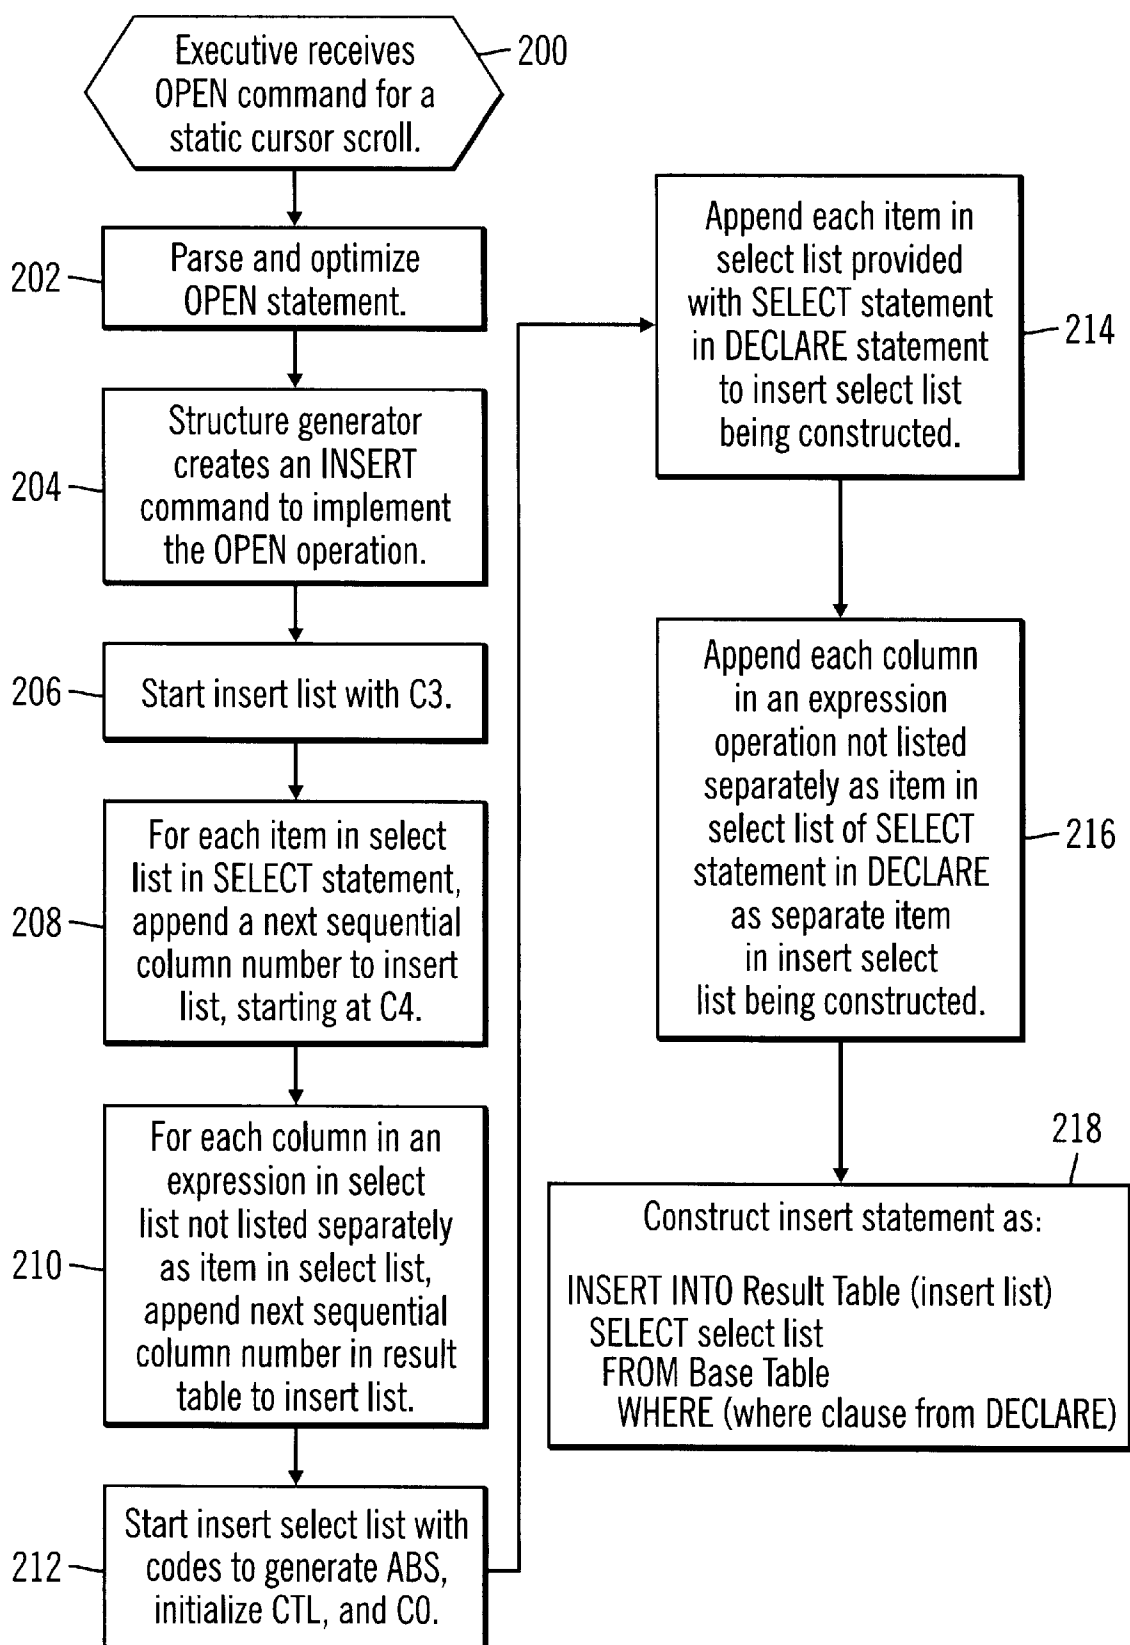 Executive receives
OPEN command for a
static cursor scroll.
200
202
Parse and optimize
OPEN statement.
204
Structure generator
creates an INSERT
command to implement
the OPEN operation.
206
Start insert list with C3.
208
For each item in select
list in SELECT statement,
append a next sequential
column number to insert
list, starting at C4.
210
For each column in an
expression in select
list not listed separately
as item in select list,
append next sequential
column number in result
table to insert list.
212
Start insert select list with
codes to generate ABS,
initialize CTL, and C0.
Append each item in
select list provided
with SELECT statement
in DECLARE statement
to insert select list
being constructed.
214
Append each column
in an expression
operation not listed
separately as item in
select list of SELECT
statement in DECLARE
as separate item
in insert select
list being constructed.
216
218
Construct insert statement as:
INSERT INTO Result Table (insert list)
SELECT select list
FROM Base Table
WHERE (where clause from DECLARE)